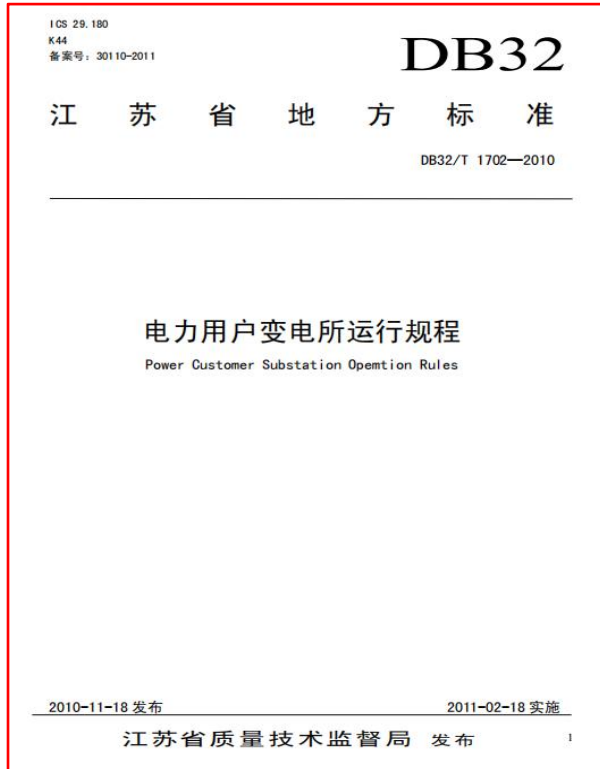 ICS 29.180
K44
备案号：30110-2011
DB32
江苏省地方标准
DB32/T 1702—2010
电力用户变电所运行规程
Power Customer Substation Opemtion Rules
2010-11-18 发布
2011-02-18 实施
江苏省质量技术监督局 发布
1